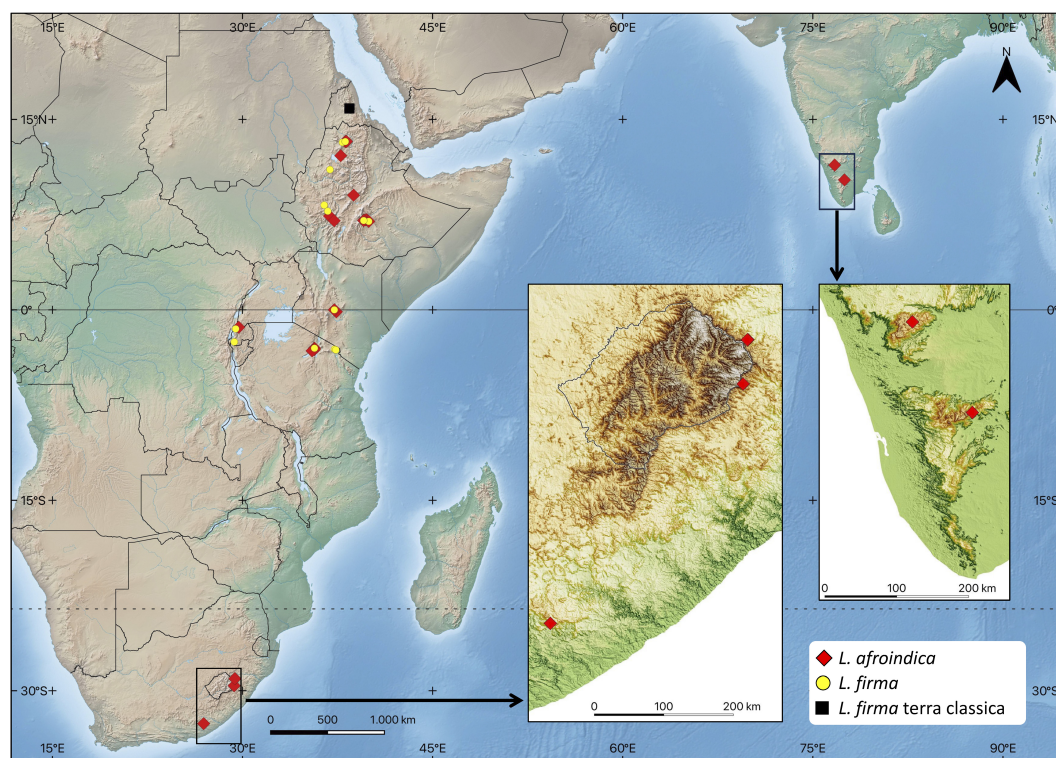 15°E 30°E 45°E 60°E 75°E 90°E
N
15°N 15°N
0° 0°
15°S 15°S
0 100 200 km
0 100 200 km
L. afroindica
L. firma
L. firma terra classica
30°S 30°S
0 500 1.000 km
15°E 30°E 45°E 60°E 75°E 90°E